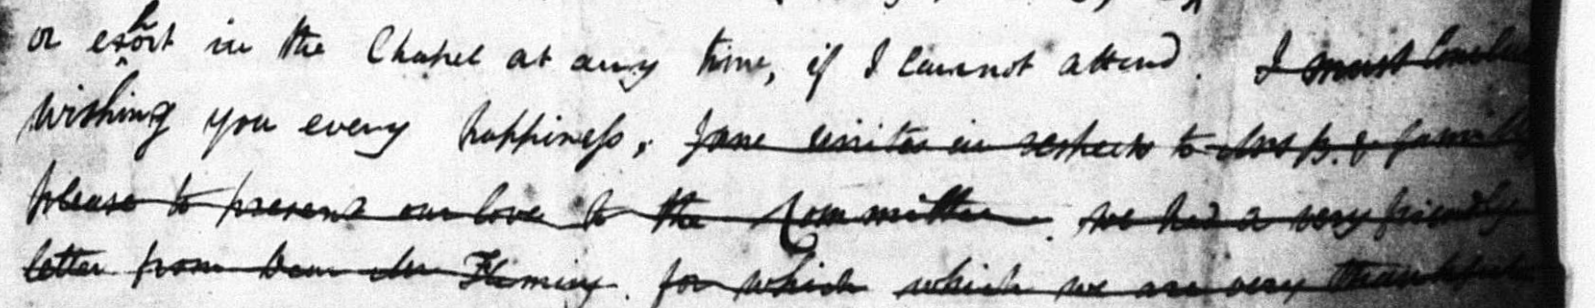 or exhort in the Chapel at any time, if I cannot attend. I must Conclu
wishing you every happiness, Jane unites in respects to Mrs B. & family
please to present our love to the Committee. we had a very friendly
letter from dear Mr Fleming. for which which we are very thankful